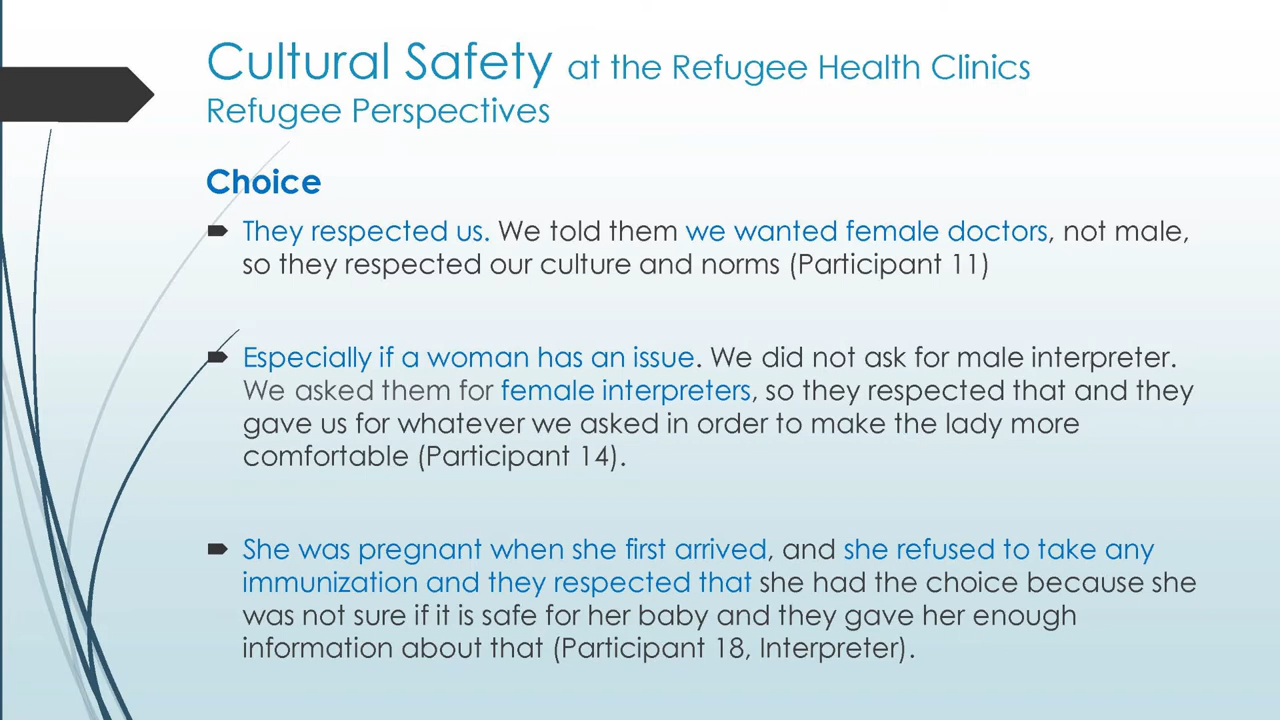 Cultural Safety at the Refugee Health Clinics
Refugee Perspectives
Choice
They respected us. We told them we wanted female doctors, not male,
so they respected our culture and norms (Participant 11)
Especially if a woman has an issue. We did not ask for male interpreter.
We asked them for female interpreters, so they respected that and they
gave us for whatever we asked in order to make the lady more
comfortable (Participant 14).
She was pregnant when she first arrived, and she refused to take any
immunization and they respected that she had the choice because she
was not sure if it is safe for her baby and they gave her enough
information about that (Participant 18, Interpreter).